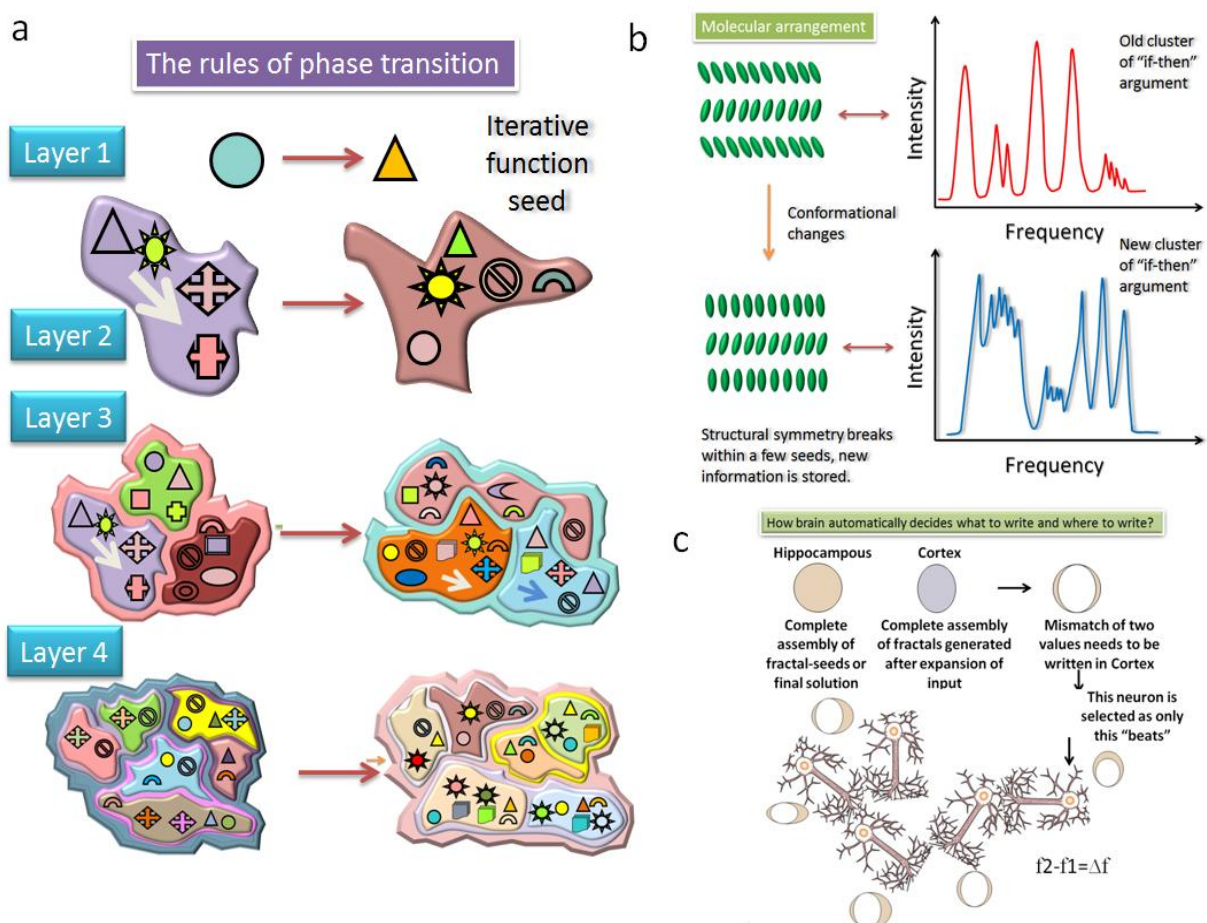 a
The rules of phase transition
Layer 1
Iterative
function
seed
Layer 2
Layer 3
Layer 4
b
Molecular arrangement
Conformational
changes
Structural symmetry breaks
within a few seeds, new
information is stored.
Intensity
Frequency
Old cluster
of “if-then”
argument
Intensity
Frequency
New cluster
of “if-then”
argument
c
How brain automatically decides what to write and where to write?
Hippocampous
Cortex
Complete
assembly of
fractal-seeds or
final solution
Complete assembly
of fractals generated
after expansion of
input
Mismatch of two
values needs to be
written in Cortex
This neuron is
selected as only
this “beats”
f2-f1=Δf